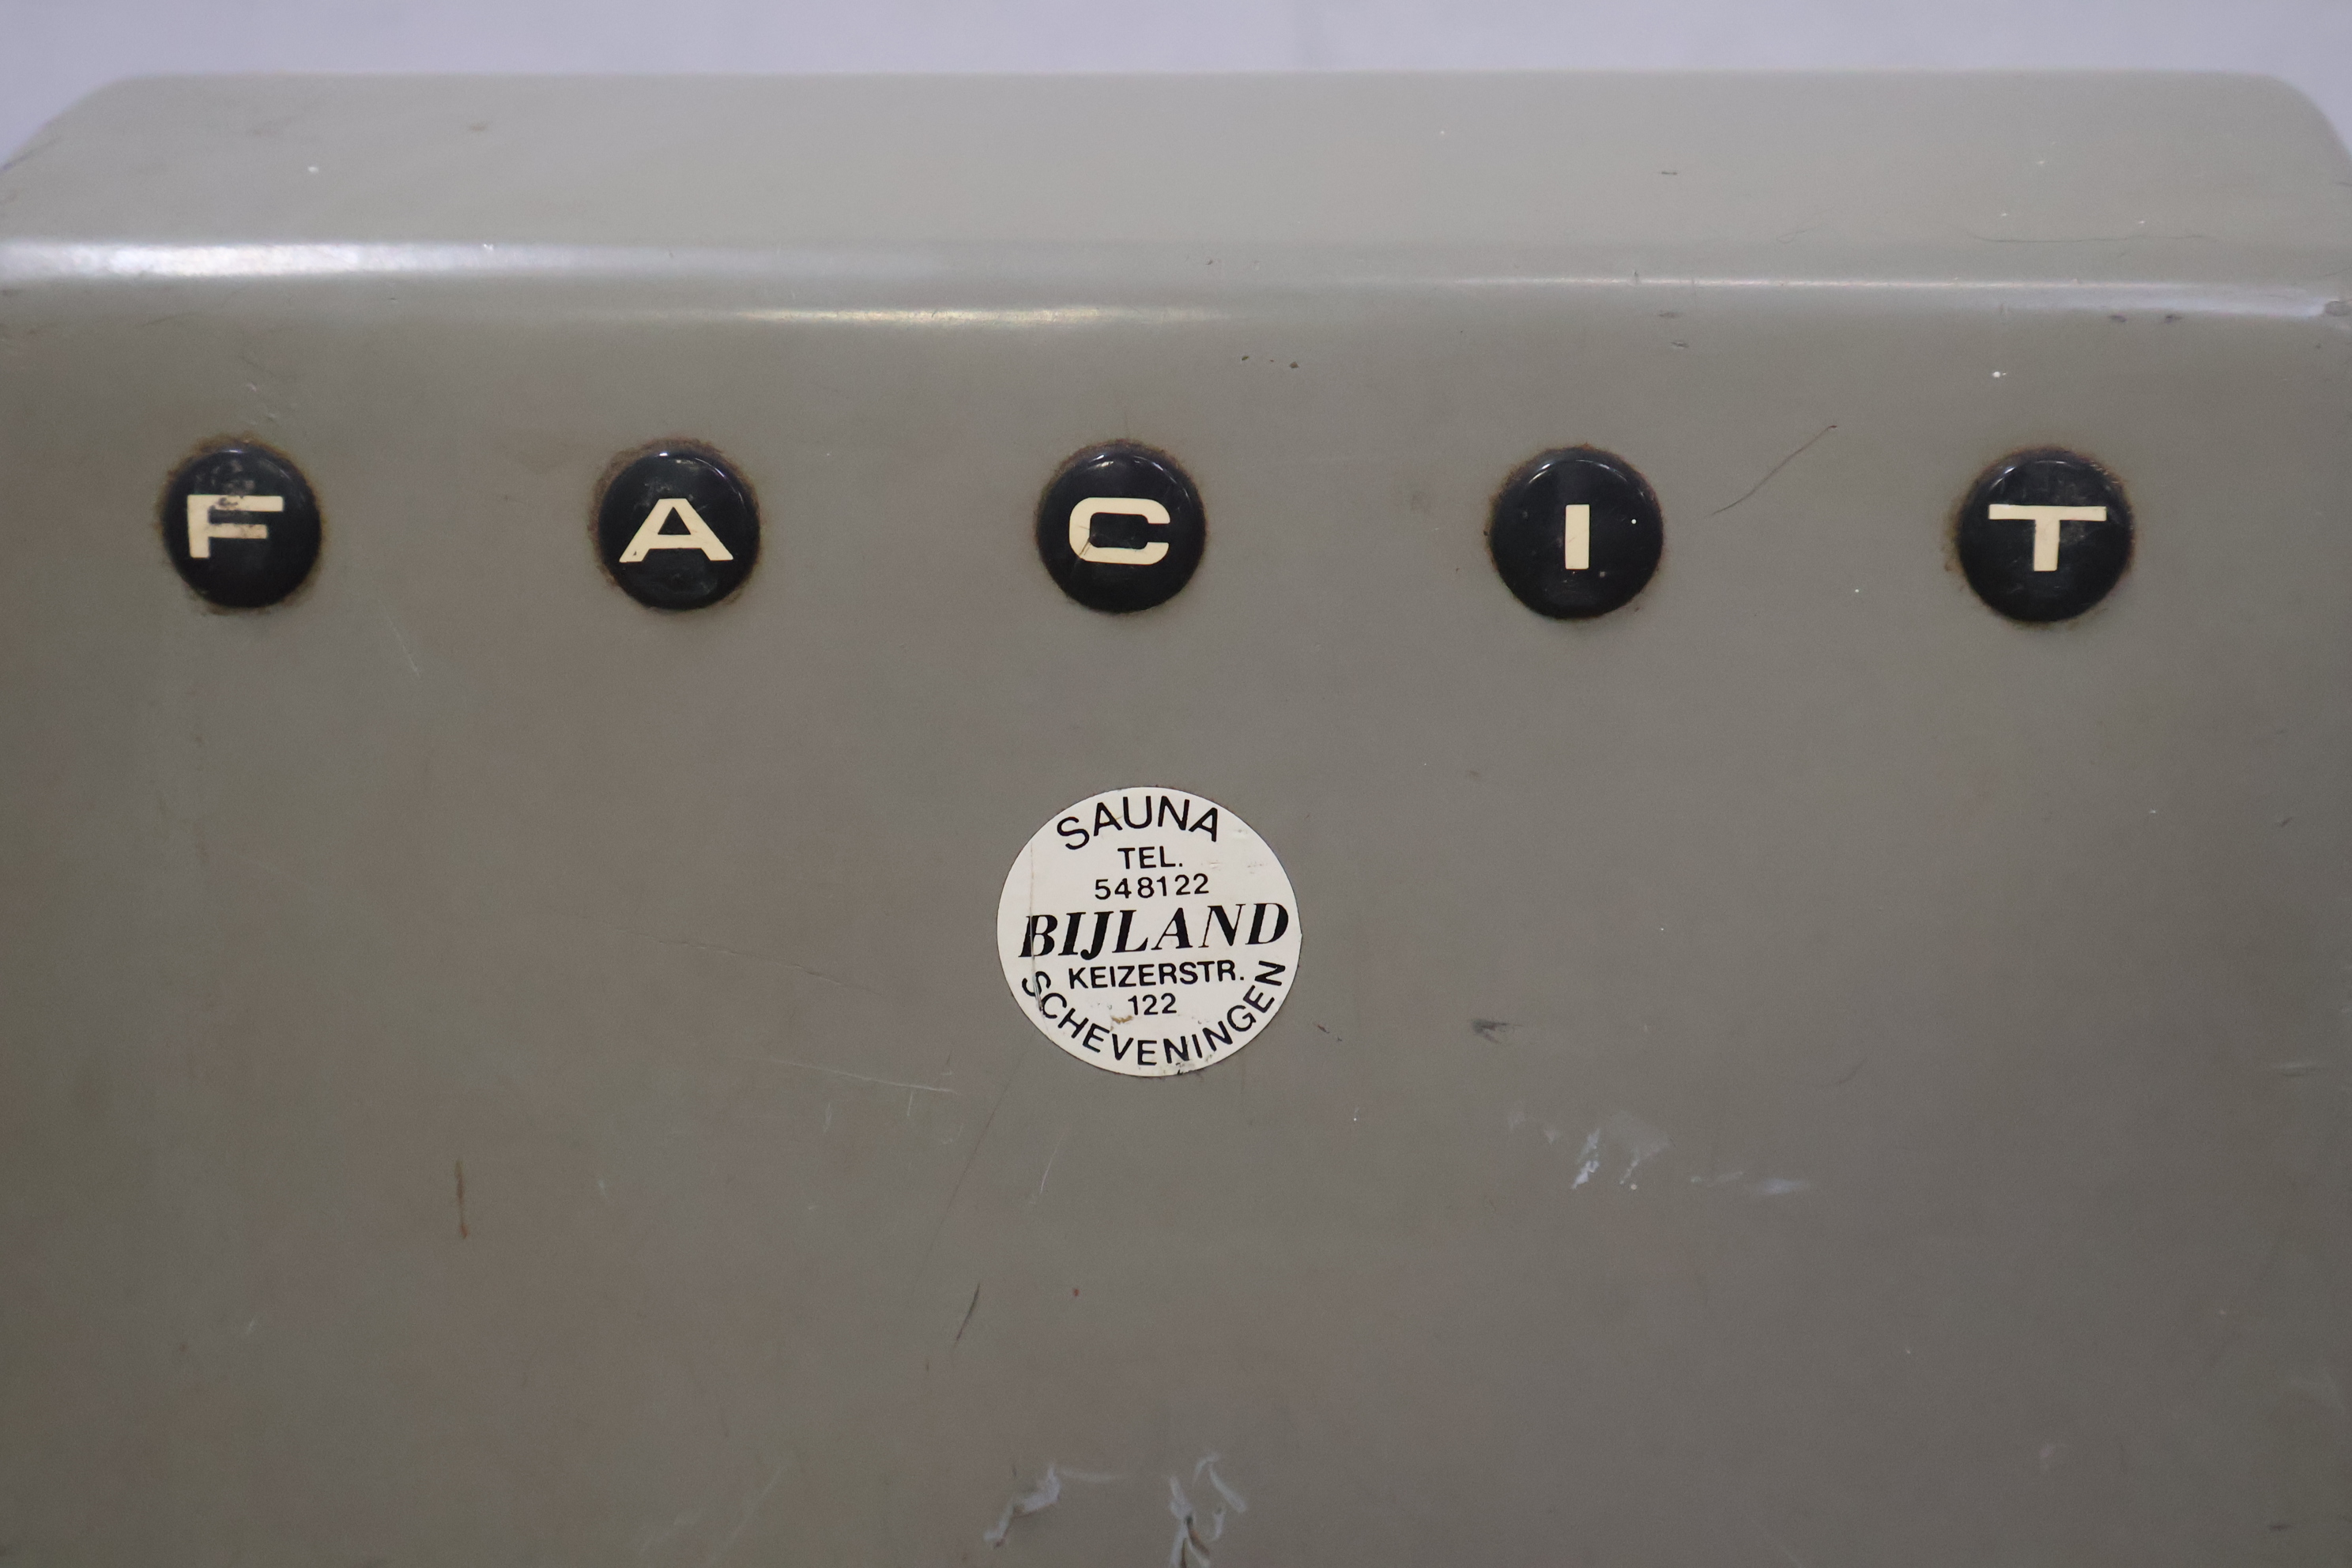 F A C I T
SAUNA
TEL.
548122
BIJLAND
KEIZERSTR.
122
SCHEVENINGEN